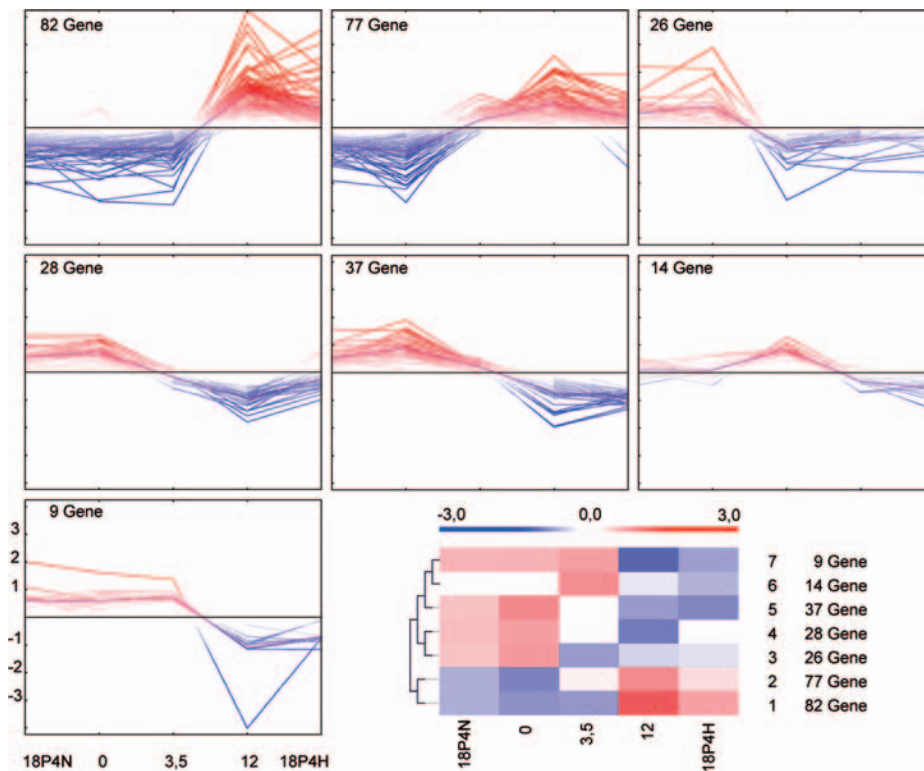 82 Gene
77 Gene
26 Gene
28 Gene
37 Gene
14 Gene
9 Gene
3
2
1
0
-1
-2
-3
18P4N 0 3,5 12 18P4H
-3,0 0,0 3,0
7 9 Gene
6 14 Gene
5 37 Gene
4 28 Gene
3 26 Gene
2 77 Gene
1 82 Gene
18P4N 0 3,5 12 18P4H